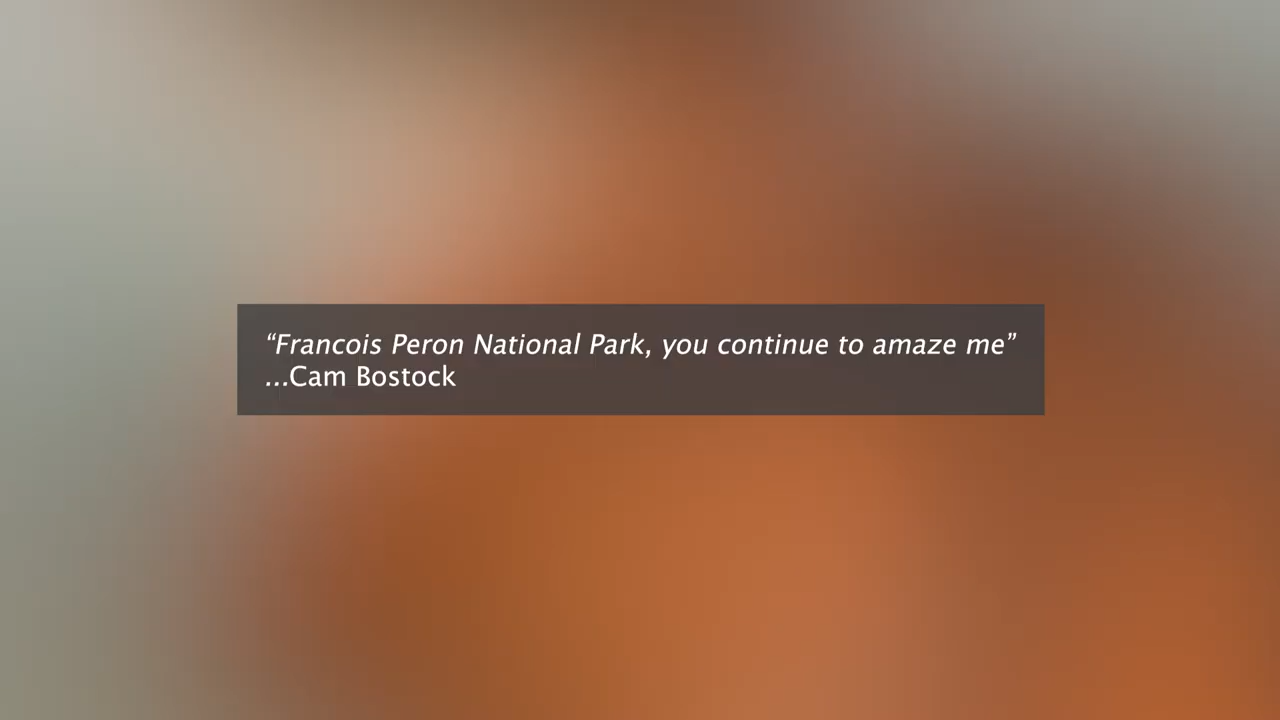 “Francois Peron National Park, you continue to amaze me”
...Cam Bostock